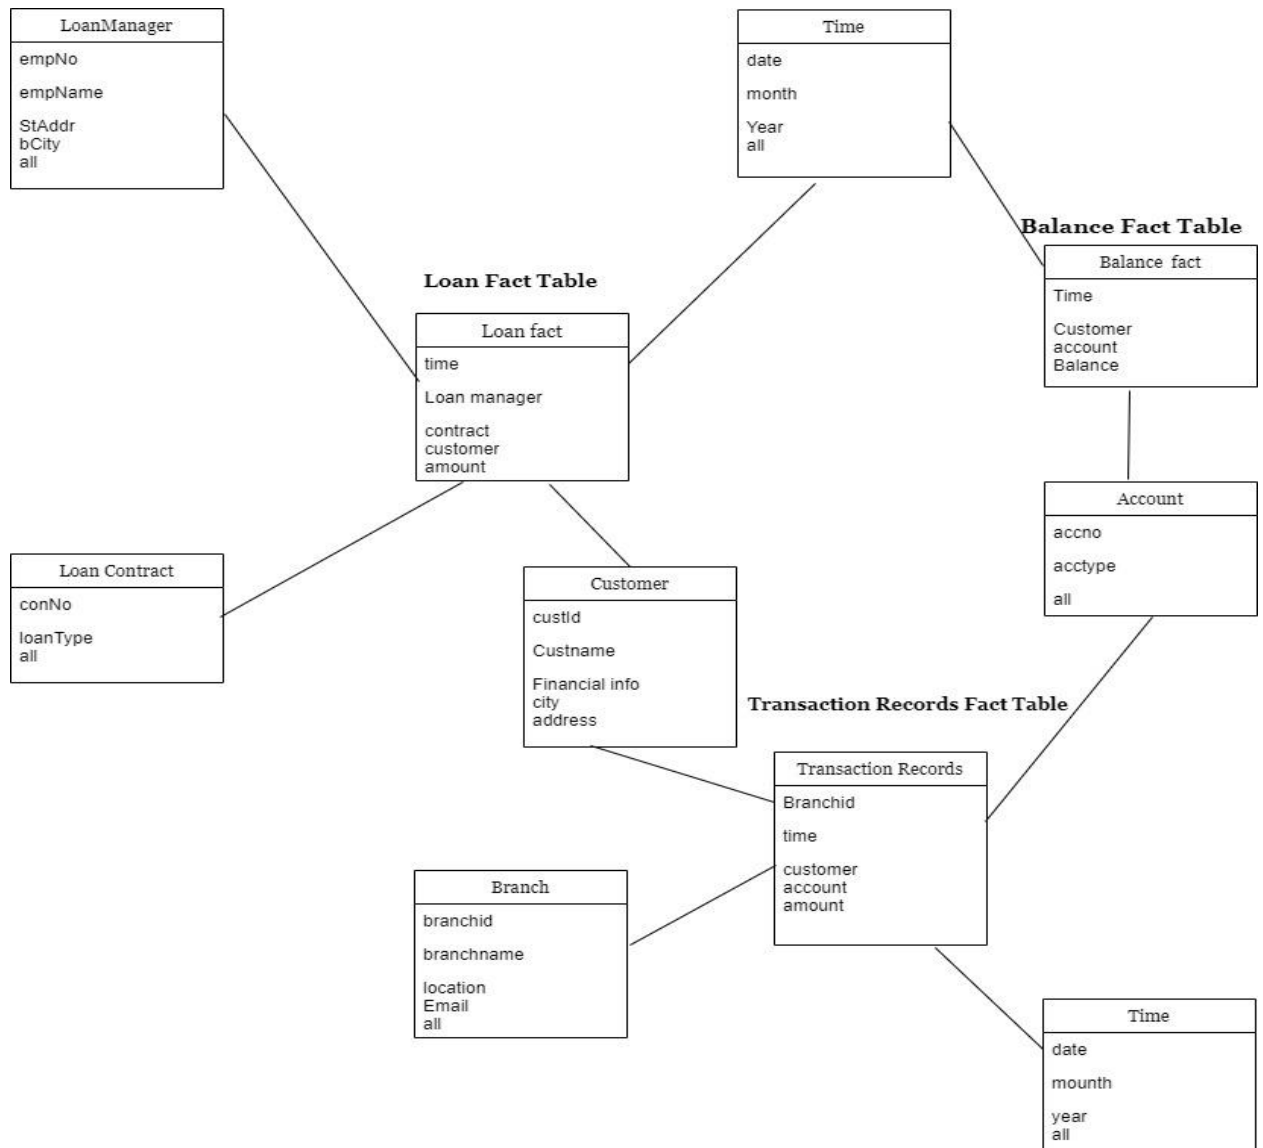 LoanManager
empNo
empName
StAddr
bCity
all
Time
date
month
Year
all
Balance Fact Table
Balance fact
Time
Customer
account
Balance
Loan Fact Table
Loan fact
time
Loan manager
contract
customer
amount
Account
accno
acctype
all
Loan Contract
conNo
loanType
all
Customer
custId
Custname
Financial info
city
address
Transaction Records Fact Table
Transaction Records
Branchid
time
customer
account
amount
Branch
branchid
branchname
location
Email
all
Time
date
mounth
year
all